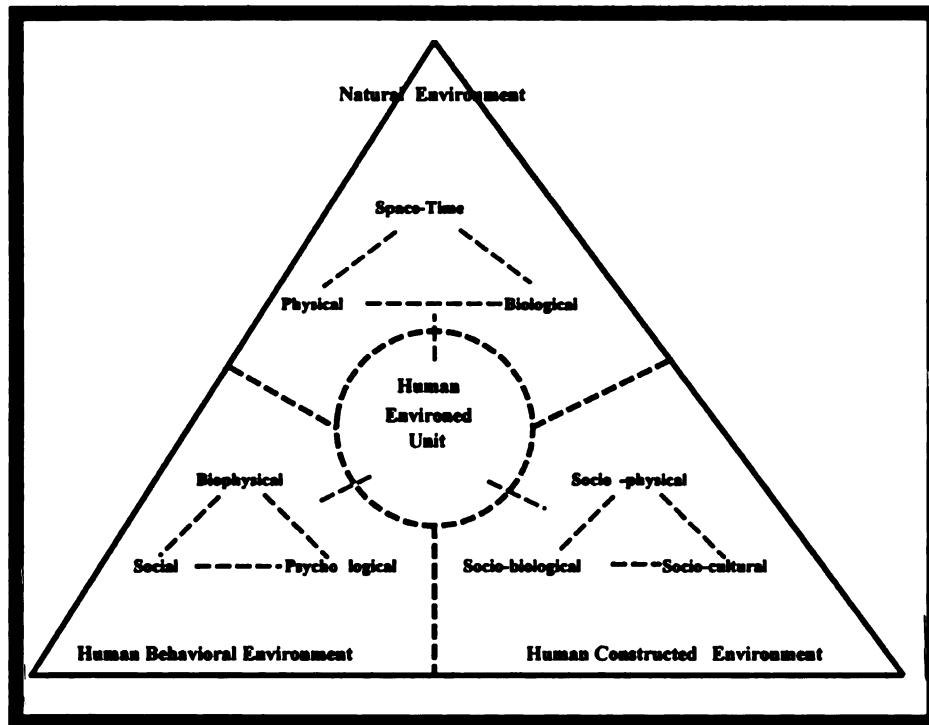 Natural Environment
Space-Time
Physical
Biological
Human
Environed
Unit
Biophysical
Social
Psycho logical
Socio -physical
Socio-biological
Socio-cultural
Human Behavioral Environment
Human Constructed Environment